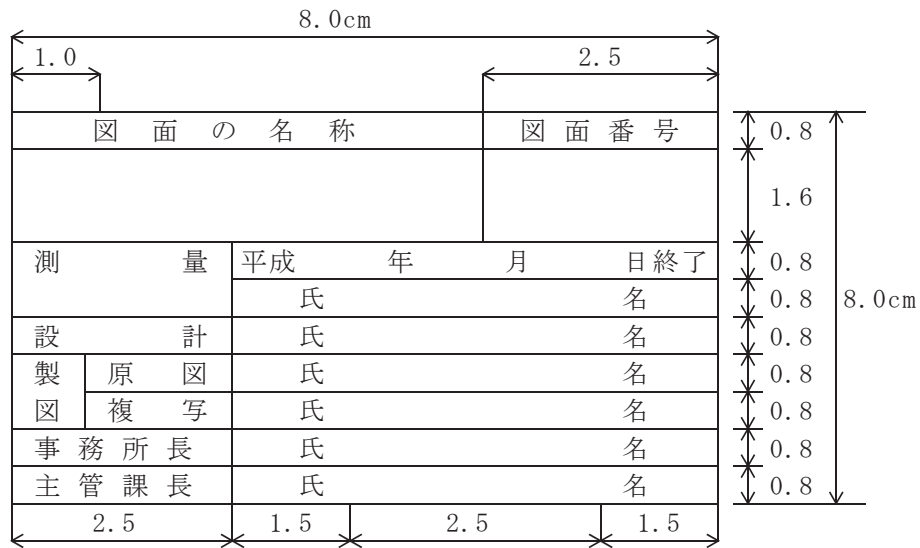 8.0cm
1.0 2.5
図面の名称 図面番号 0.8
1.6
測量 平成 年 月 日終了 0.8
氏名 0.8 8.0cm
設計 氏名 0.8
製 原図 氏名 0.8
図 複写 氏名 0.8
事務所長 氏名 0.8
主管課長 氏名 0.8
2.5 1.5 2.5 1.5